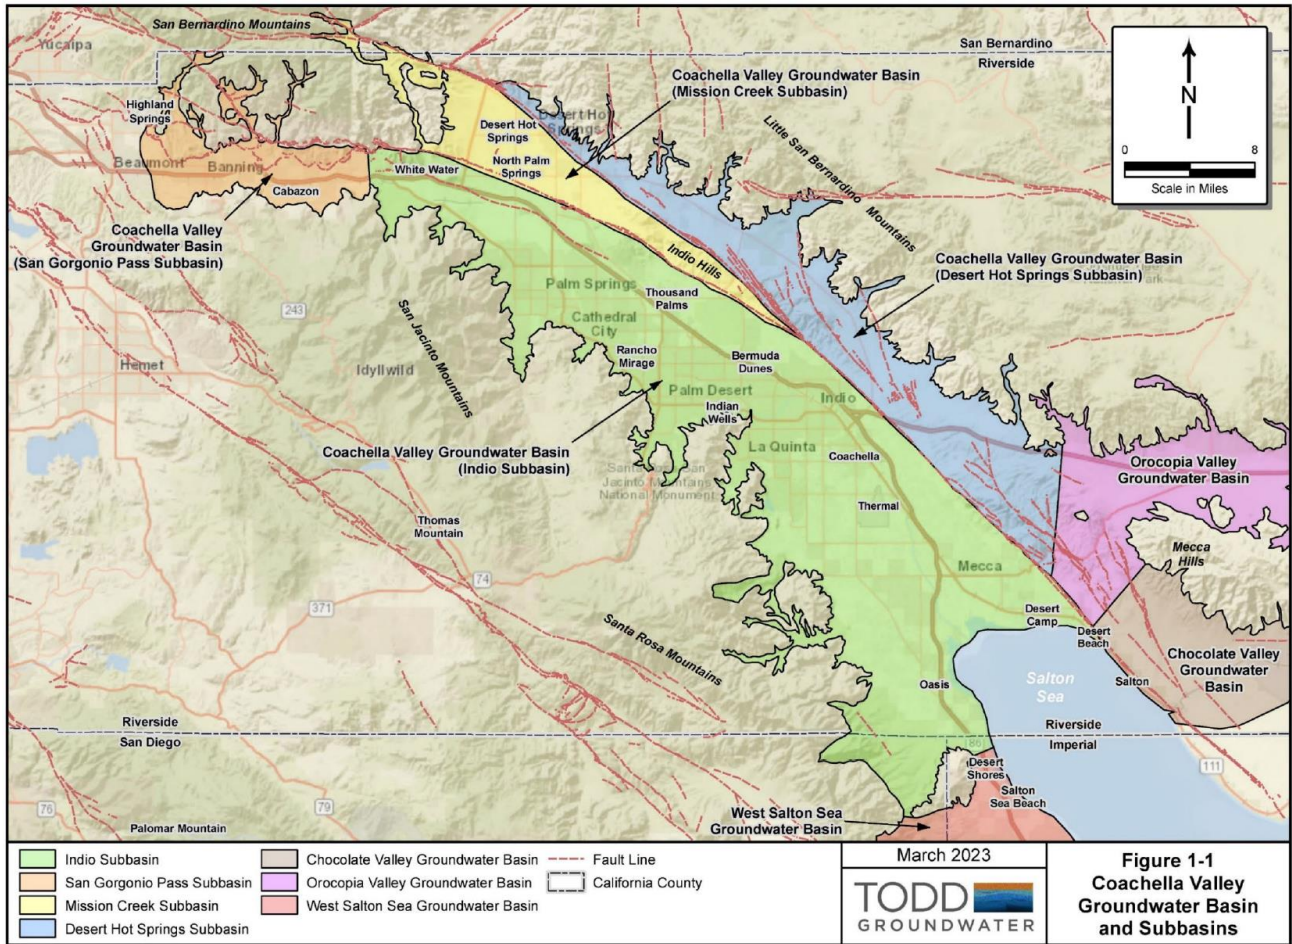 San Bernardino Mountains
Yucaipa
San Bernardino
Riverside
N
0 8
Scale in Miles
Coachella Valley Groundwater Basin
(Mission Creek Subbasin)
Highland
Springs
Desert Hot
Springs
Desert Hot
Springs
Little San Bernardino Mountains
Beaumont
Banning
White Water
North Palm
Springs
Cabazon
Coachella Valley
Groundwater Basin
(San Gorgonio Pass Subbasin)
Indio Hills
Coachella Valley Groundwater Basin
(Desert Hot Springs Subbasin)
Park
Palm Springs
Thousand
Palms
243
San Jacinto Mountains
Cathedral
City
Hemet
Idyllwild
Rancho
Mirage
Bermuda
Dunes
Palm Desert
Indio
Indian
Wells
Coachella Valley Groundwater Basin
(Indio Subbasin)
La Quinta
Coachella
Orocopia Valley
Groundwater Basin
Santa Rosa San
Jacinto Mountains
National Monument
Thermal
Thomas
Mountain
Mecca
Hills
Mecca
74
371
Desert
Camp
Santa Rosa Mountains
Desert
Beach
Chocolate Valley
Groundwater
Basin
Oasis
Salton
Sea
Salton
Riverside
San Diego
Riverside
Imperial
86
Desert
Shores
111
Salton
Sea Beach
76
79
Palomar Mountain
West Salton Sea
Groundwater Basin
Indio Subbasin
San Gorgonio Pass Subbasin
Mission Creek Subbasin
Desert Hot Springs Subbasin
Chocolate Valley Groundwater Basin
Orocopia Valley Groundwater Basin
West Salton Sea Groundwater Basin
Fault Line
California County
March 2023
TODD
GROUNDWATER
Figure 1-1
Coachella Valley
Groundwater Basin
and Subbasins